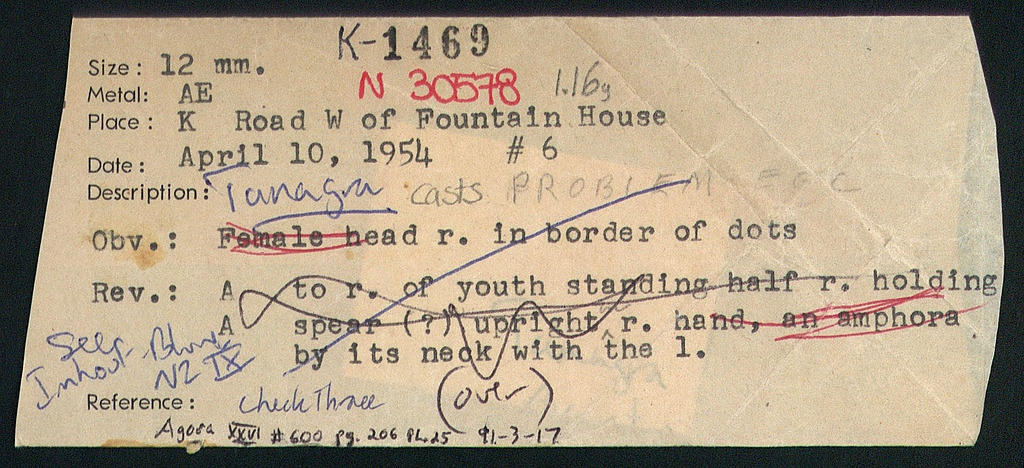 K-1469
Size: 12 mm.
Metal: AE N 30578 1.16g
Place: K Road W of Fountain House
Date: April 10, 1954 # 6
Description: Tanagra casts PROBLEM
Obv.: Female head r. in border of dots
Rev.: A to r. of youth standing half r. holding
A spear (?) upright r. hand, an amphora
by its neck with the l.
See
Inhoof-Blum
NZ IX
Reference: Check Thrace (over)
Agora XXVI #600 pg. 206 PL.25 91-3-17